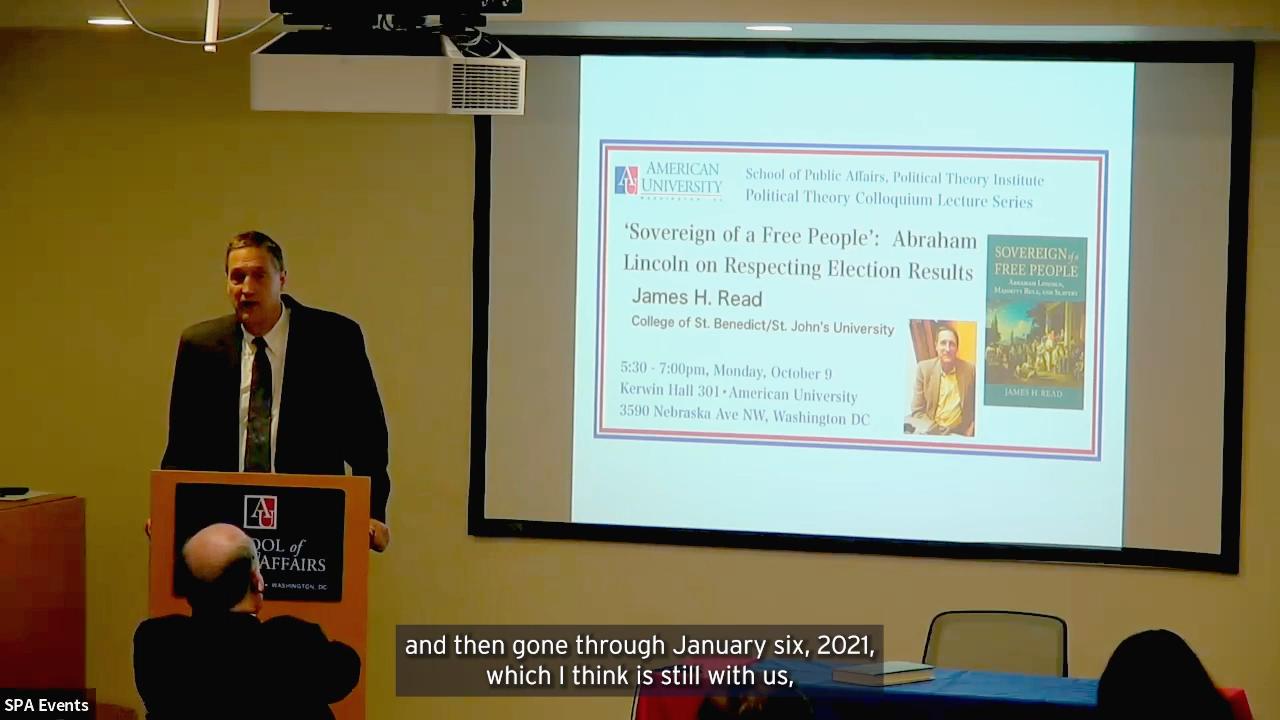 AMERICAN
UNIVERSITY
School of Public Affairs, Political Theory Institute
Political Theory Colloquium Lecture Series
‘Sovereign of a Free People’: Abraham
Lincoln on Respecting Election Results
James H. Read
College of St. Benedict/St. John's University
5:30 - 7:00pm, Monday, October 9
Kerwin Hall 301 • American University
3590 Nebraska Ave NW, Washington DC
SOVEREIGN of a
FREE PEOPLE
ABRAHAM LINCOLN,
MAJORITY RULE, AND SLAVERY
JAMES H. READ
AU
OOL of
AFFAIRS
WASHINGTON, DC
and then gone through January six, 2021,
which I think is still with us,
SPA Events